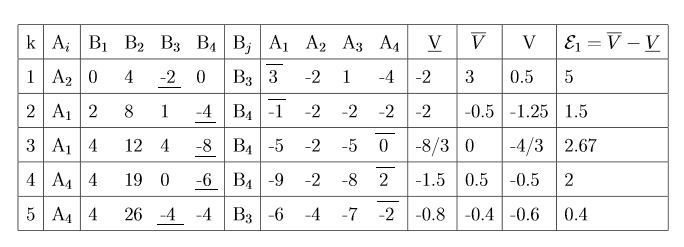 k A_i B_1 B_2 B_3 B_4 B_j A_1 A_2 A_3 A_4 \underline{V} \overline{V} V \mathcal{E}_1 = \overline{V} - \underline{V}
1 A_2 0 4 \underline{-2} 0 B_3 \overline{3} -2 1 -4 -2 3 0.5 5
2 A_1 2 8 1 \underline{-4} B_4 \overline{-1} -2 -2 -2 -2 -0.5 -1.25 1.5
3 A_1 4 12 4 \underline{-8} B_4 -5 -2 -5 \overline{0} -8/3 0 -4/3 2.67
4 A_4 4 19 0 \underline{-6} B_4 -9 -2 -8 \overline{2} -1.5 0.5 -0.5 2
5 A_4 4 26 \underline{-4} -4 B_3 -6 -4 -7 \overline{-2} -0.8 -0.4 -0.6 0.4